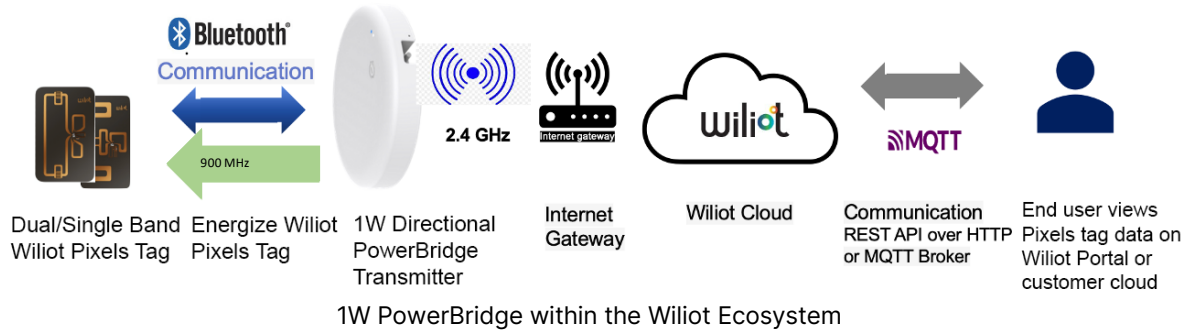 Bluetooth®
Communication
900 MHz
2.4 GHz
Internet gateway
wiliot
wiliot
MQTT
Dual/Single Band
Wiliot Pixels Tag
Energize Wiliot
Pixels Tag
1W Directional
PowerBridge
Transmitter
Internet
Gateway
Wiliot Cloud
Communication
REST API over HTTP
or MQTT Broker
End user views
Pixels tag data on
Wiliot Portal or
customer cloud
1W PowerBridge within the Wiliot Ecosystem